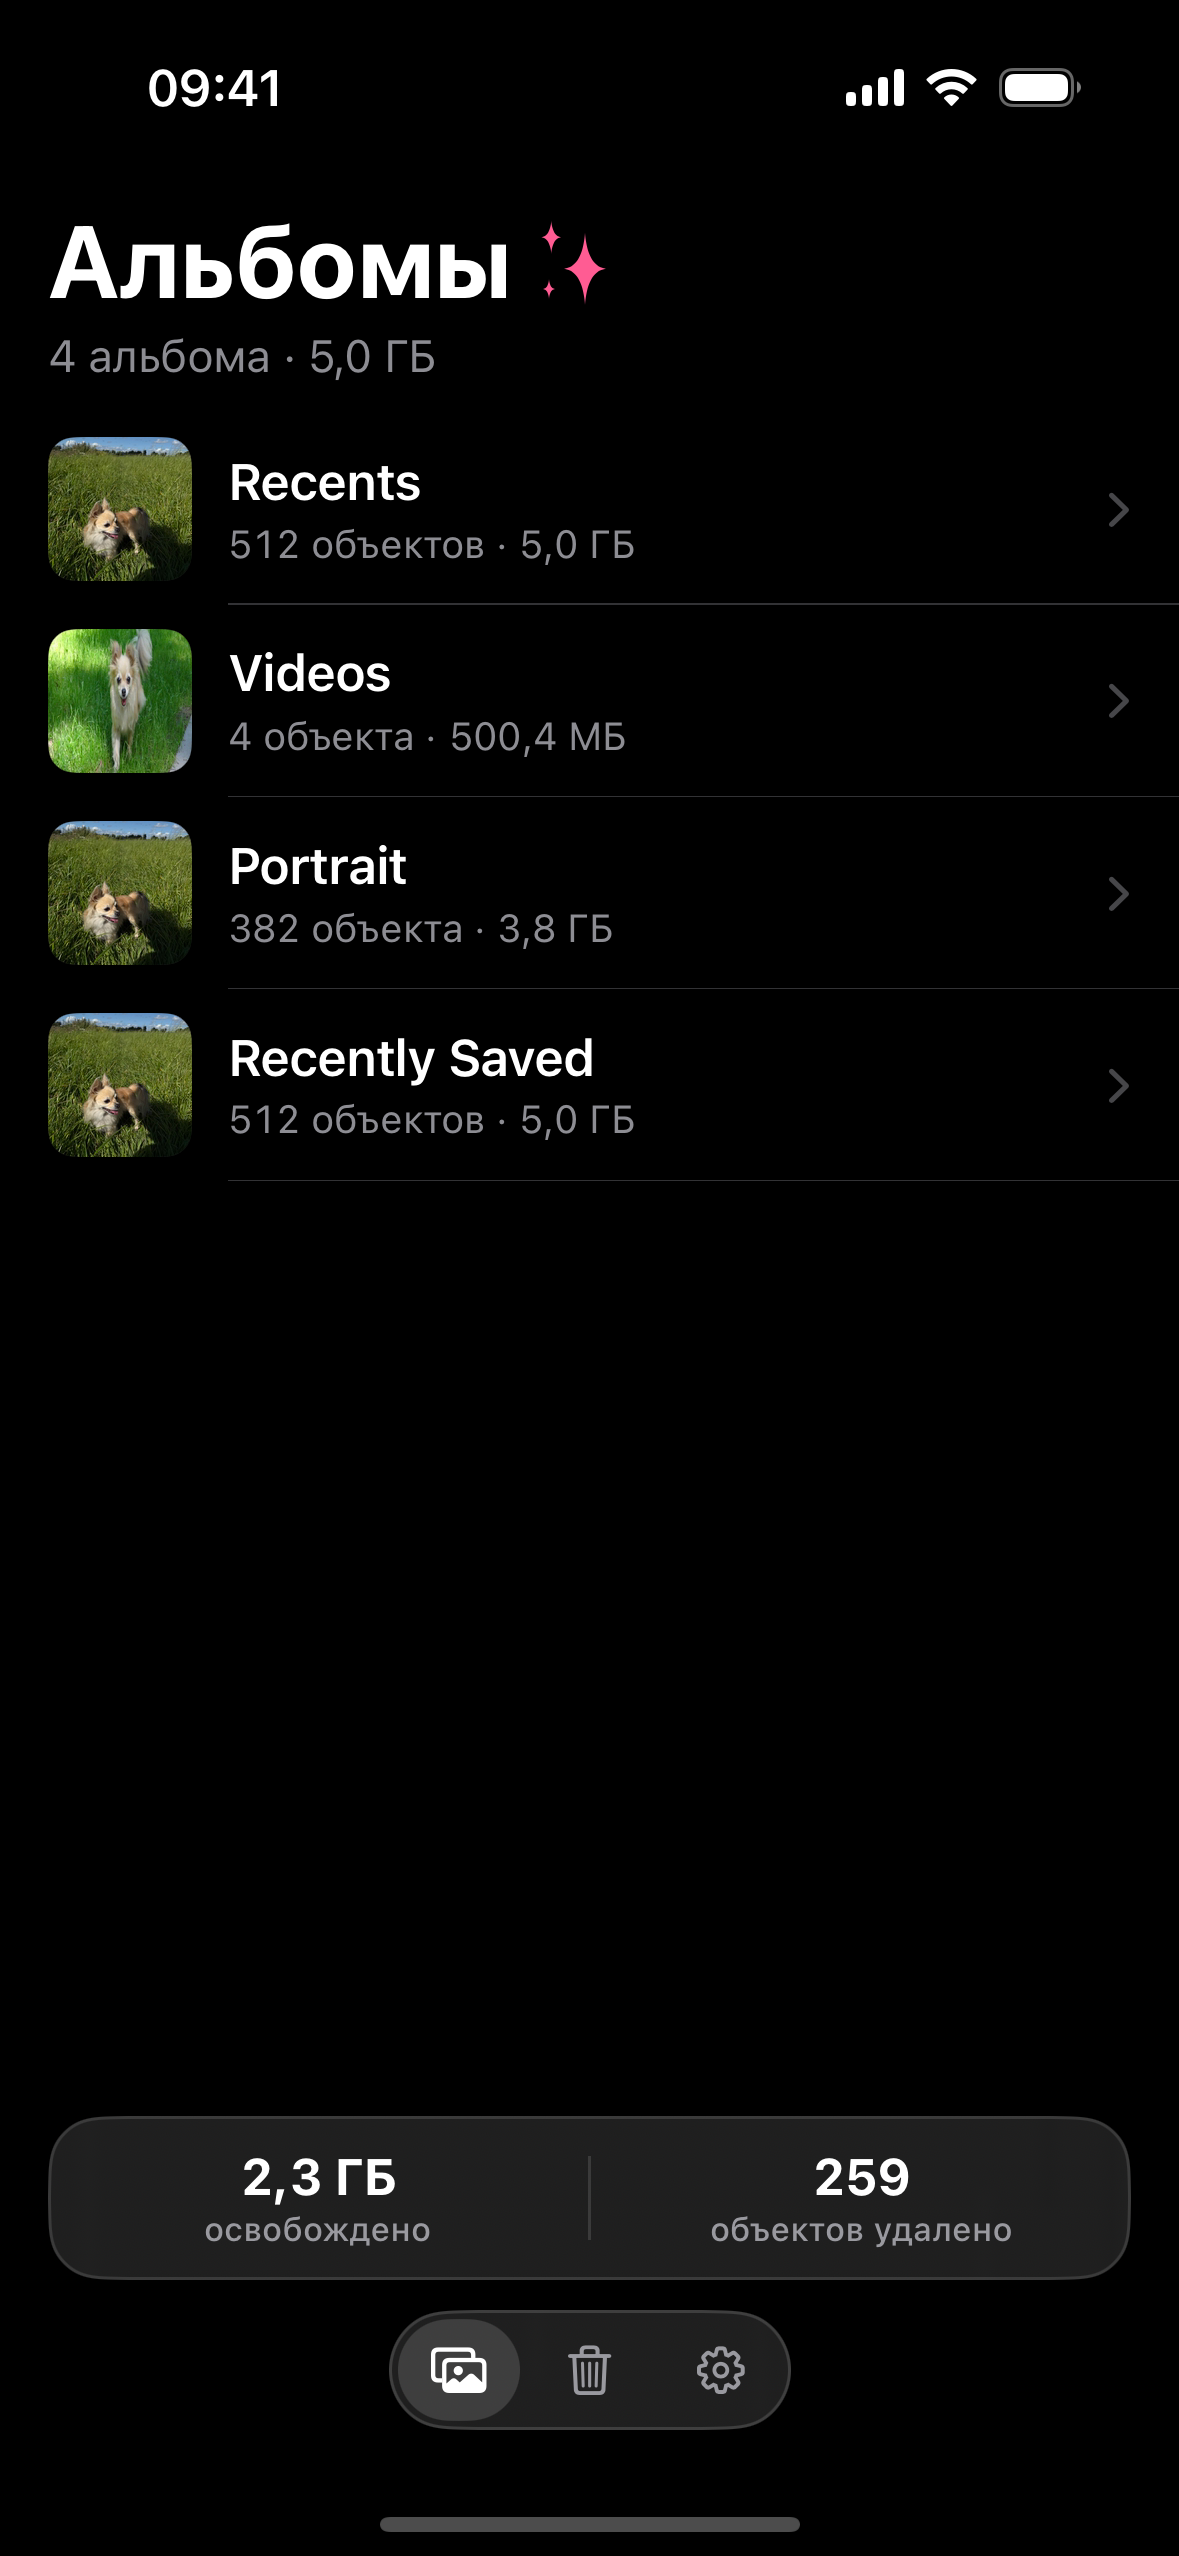 09:41
Альбомы
4 альбома · 5,0 ГБ
Recents
512 объектов · 5,0 ГБ
Videos
4 объекта · 500,4 МБ
Portrait
382 объекта · 3,8 ГБ
Recently Saved
512 объектов · 5,0 ГБ
2,3 ГБ
освобождено
259
объектов удалено